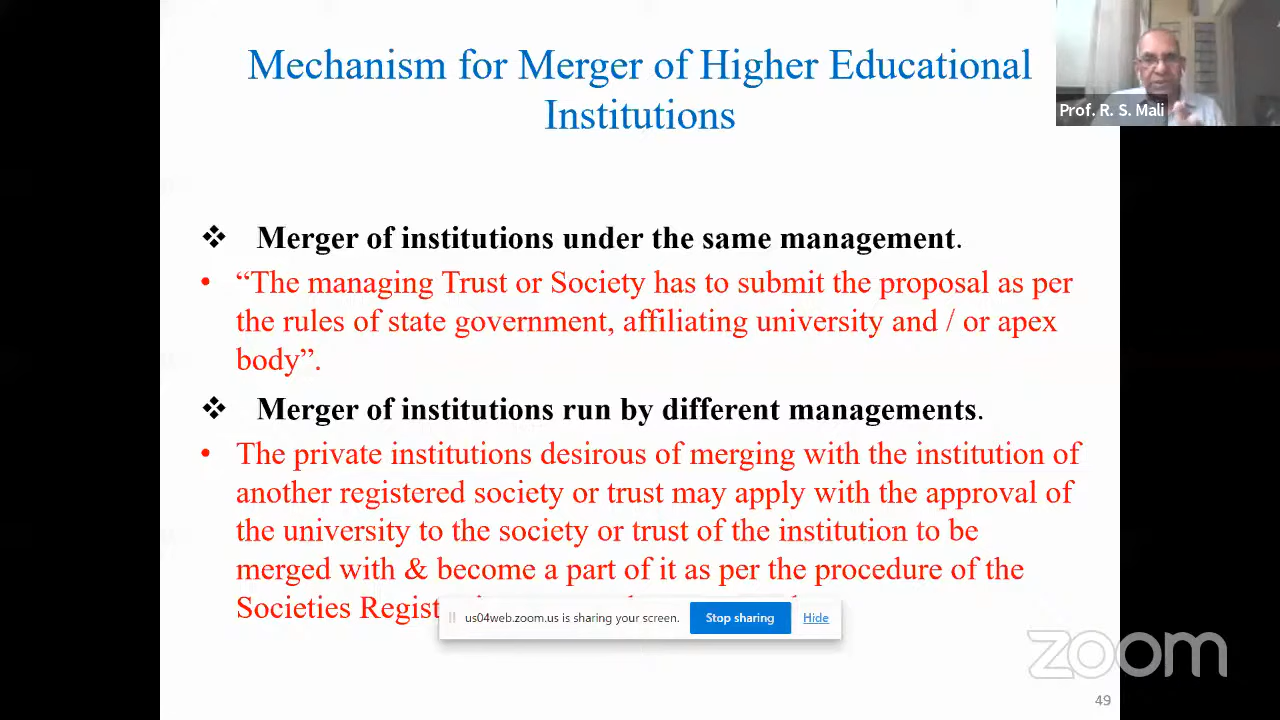 Mechanism for Merger of Higher Educational
Institutions
Prof. R. S. Mali
❖ Merger of institutions under the same management.
• “The managing Trust or Society has to submit the proposal as per
the rules of state government, affiliating university and / or apex
body”.
❖ Merger of institutions run by different managements.
• The private institutions desirous of merging with the institution of
another registered society or trust may apply with the approval of
the university to the society or trust of the institution to be
merged with & become a part of it as per the procedure of the
Societies
us04web.zoom.us is sharing your screen.
Stop sharing
Hide
zoom
49